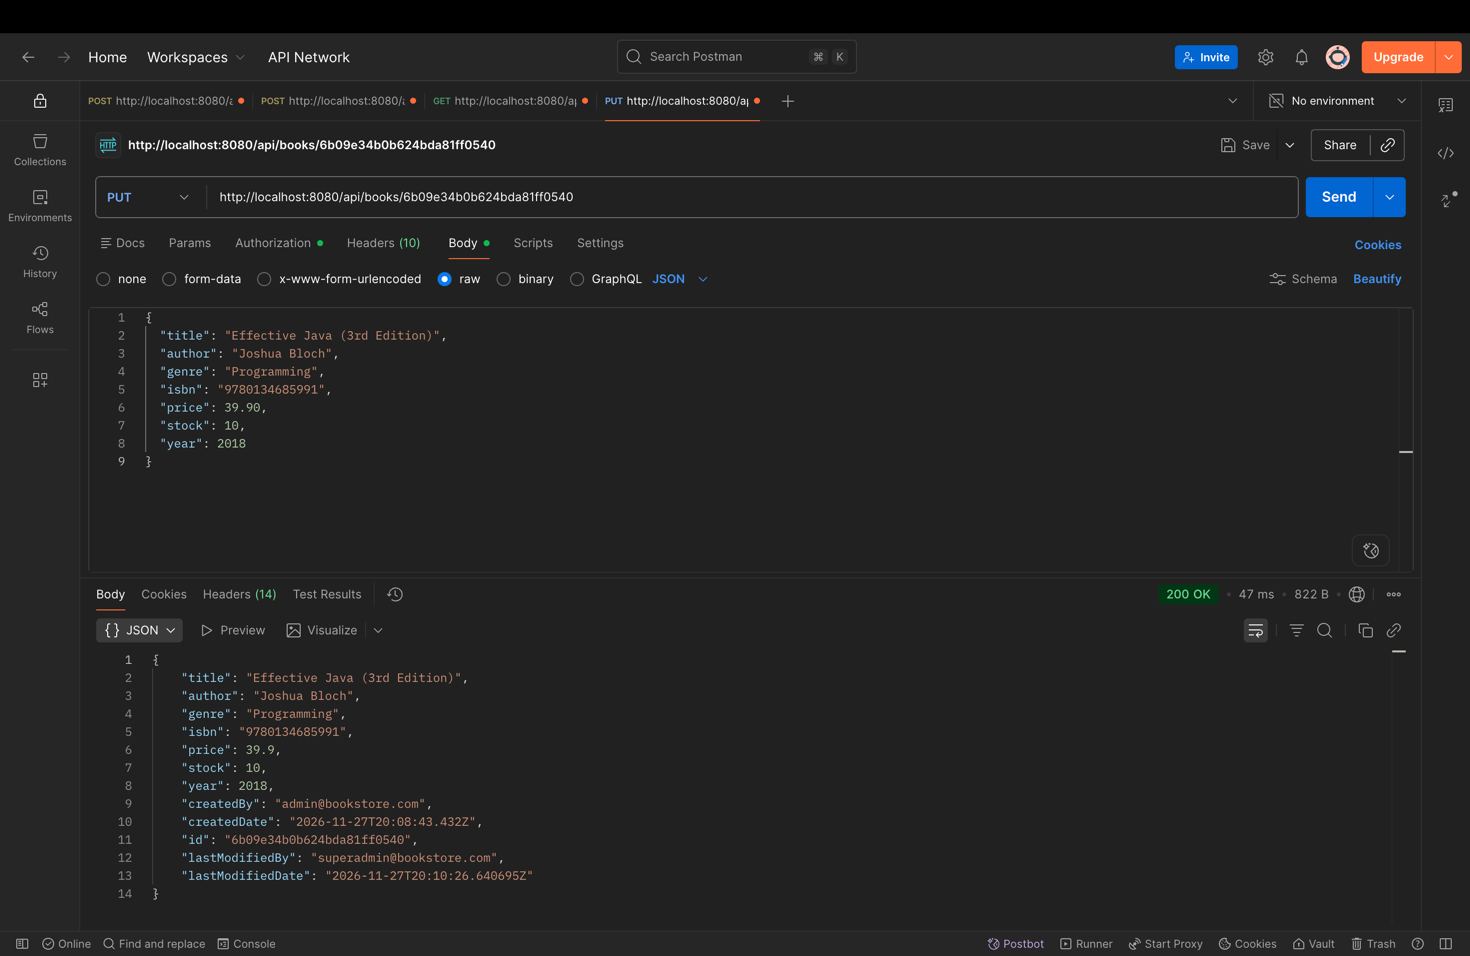 Home Workspaces API Network Search Postman ⌘ K Invite Upgrade
POST http://localhost:8080/ POST http://localhost:8080/ GET http://localhost:8080/ap PUT http://localhost:8080/ap No environment
HTTP http://localhost:8080/api/books/6b09e34b0b624bda81ff0540 Save Share
PUT http://localhost:8080/api/books/6b09e34b0b624bda81ff0540 Send
Collections
Environments
History
Flows
Docs Params Authorization Headers (10) Body Scripts Settings Cookies
none form-data x-www-form-urlencoded raw binary GraphQL JSON Schema Beautify
1 {
2 "title": "Effective Java (3rd Edition)",
3 "author": "Joshua Bloch",
4 "genre": "Programming",
5 "isbn": "9780134685991",
6 "price": 39.90,
7 "stock": 10,
8 "year": 2018
9 }
Body Cookies Headers (14) Test Results 200 OK • 47 ms • 822 B •
{} JSON Preview Visualize
1 {
2 "title": "Effective Java (3rd Edition)",
3 "author": "Joshua Bloch",
4 "genre": "Programming",
5 "isbn": "9780134685991",
6 "price": 39.9,
7 "stock": 10,
8 "year": 2018,
9 "createdBy": "admin@bookstore.com",
10 "createdDate": "2026-11-27T20:08:43.432Z",
11 "id": "6b09e34b0b624bda81ff0540",
12 "lastModifiedBy": "superadmin@bookstore.com",
13 "lastModifiedDate": "2026-11-27T20:10:26.640695Z"
14 }
Online Find and replace Console Postbot Runner Start Proxy Cookies Vault Trash